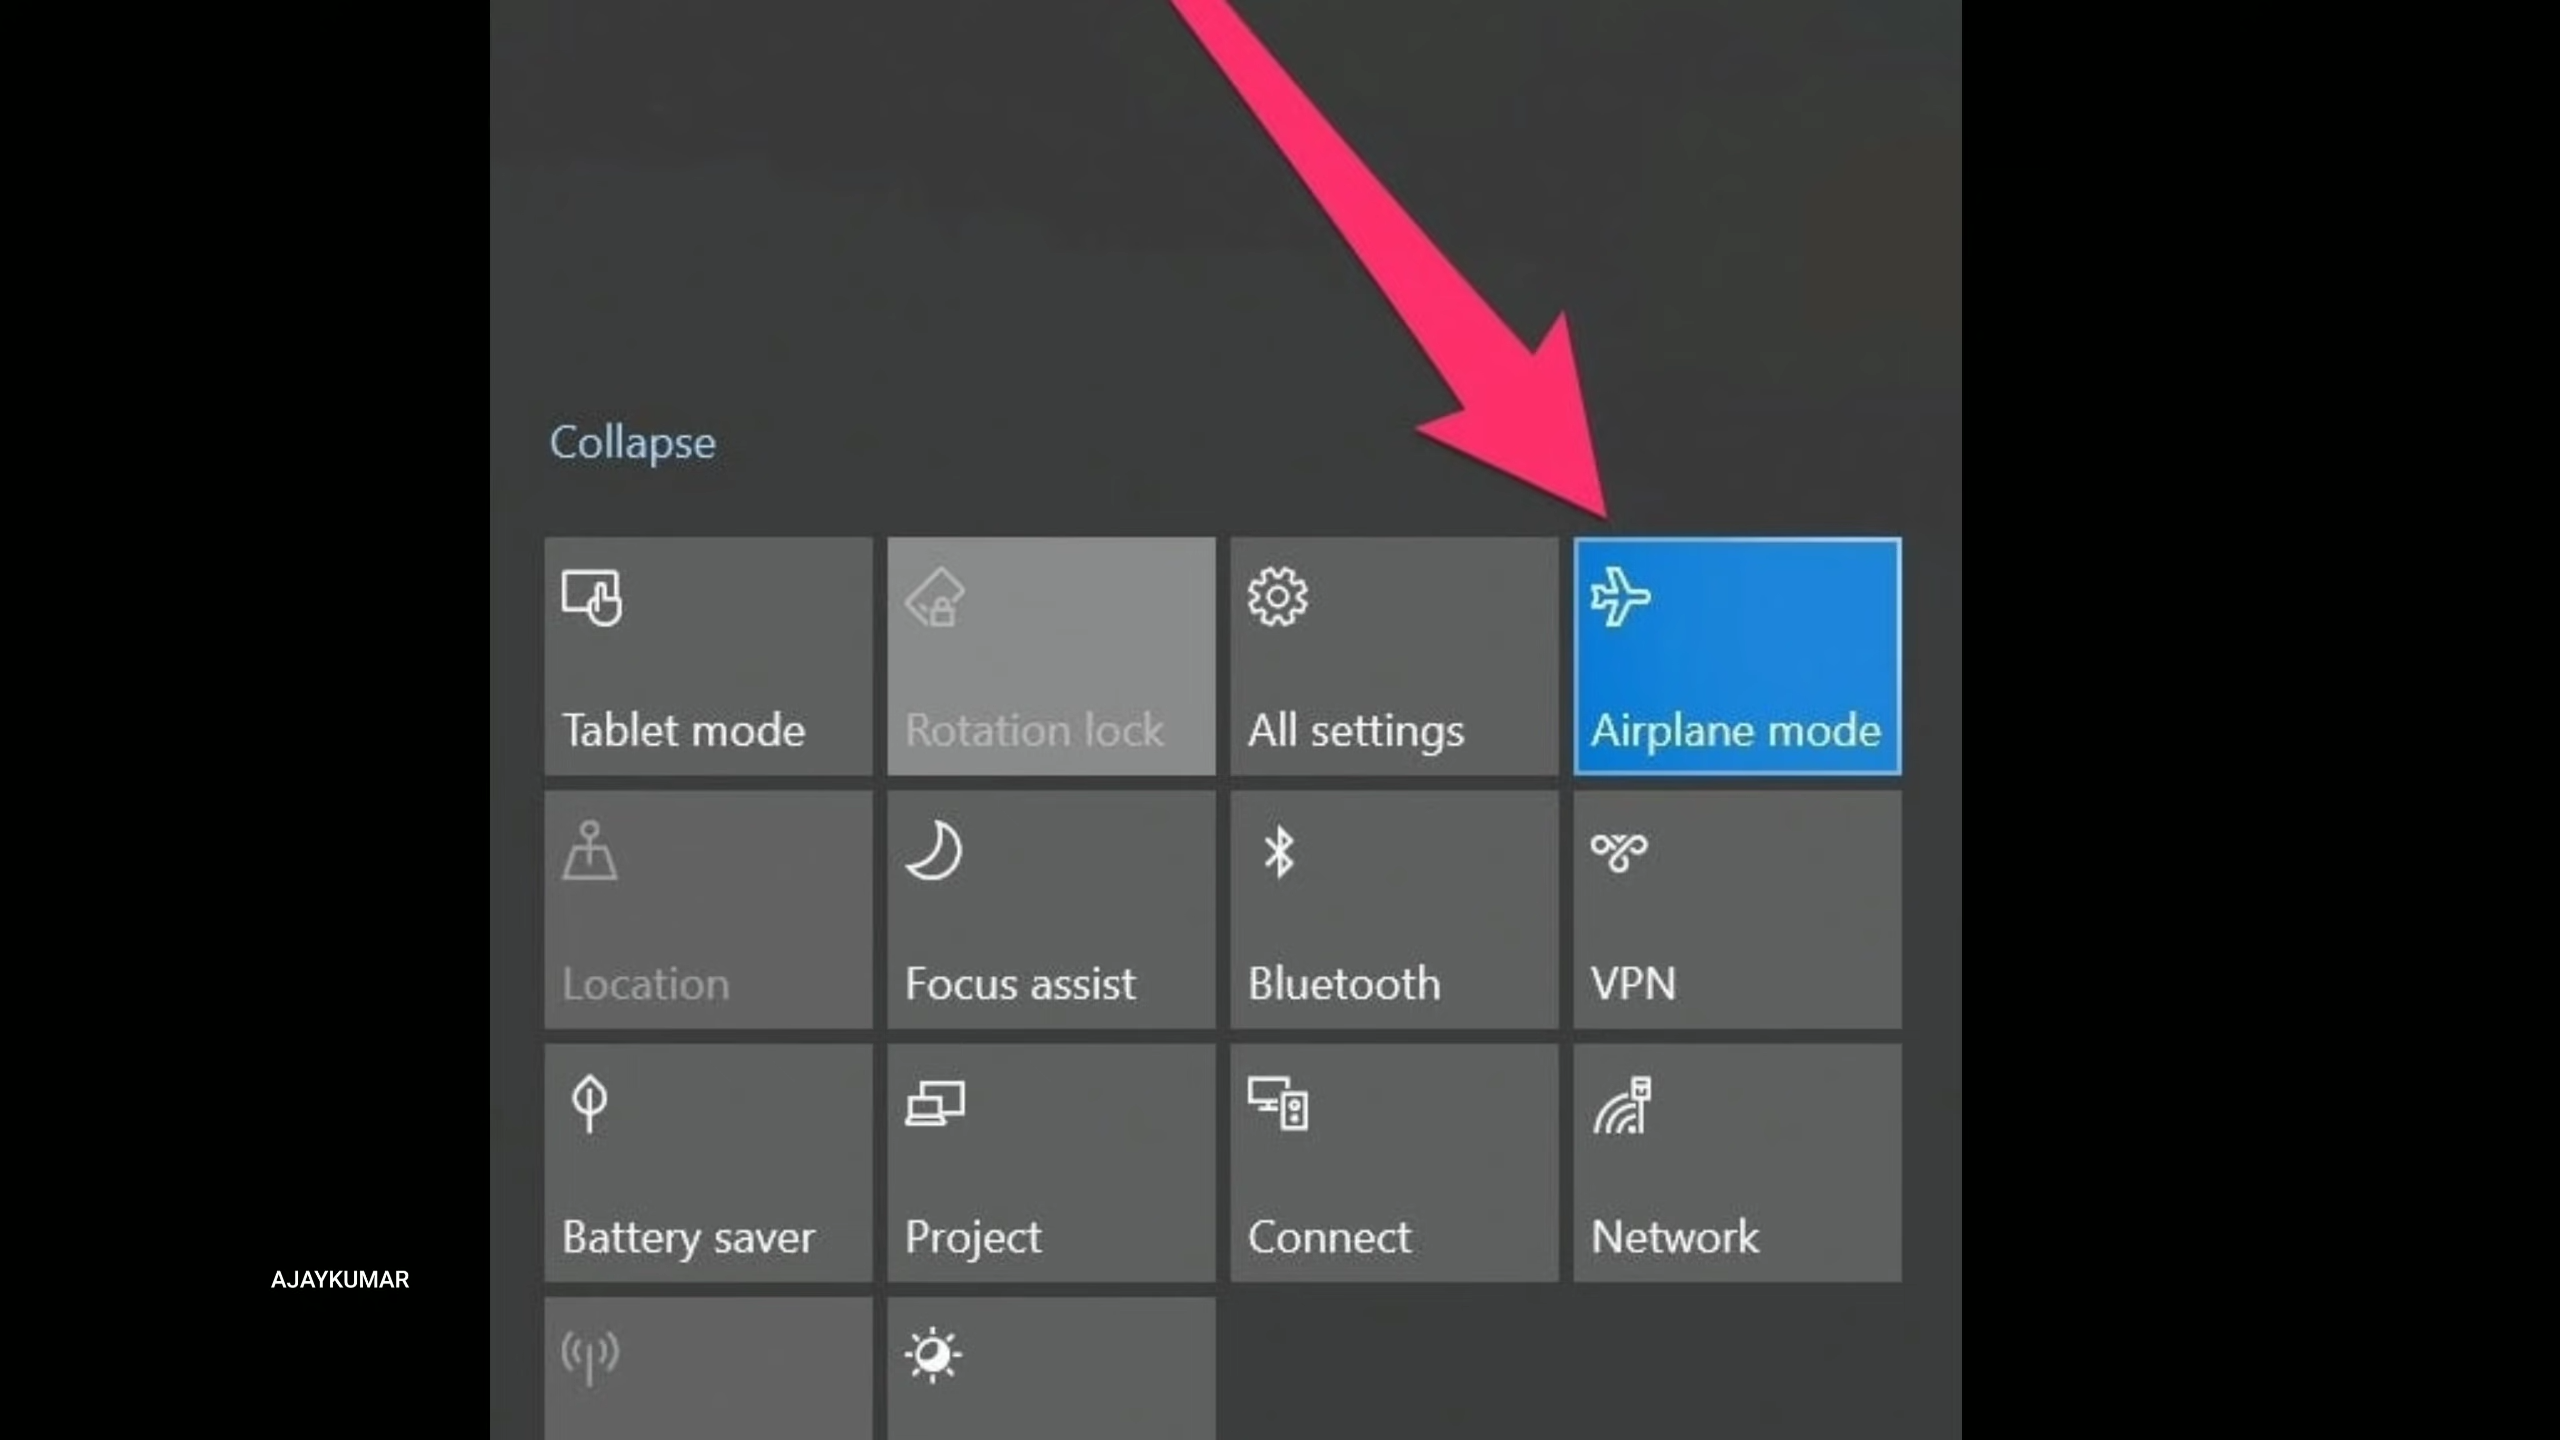 Collapse
Tablet mode
Rotation lock
All settings
Airplane mode
Location
Focus assist
Bluetooth
VPN
Battery saver
Project
Connect
Network
AJAYKUMAR